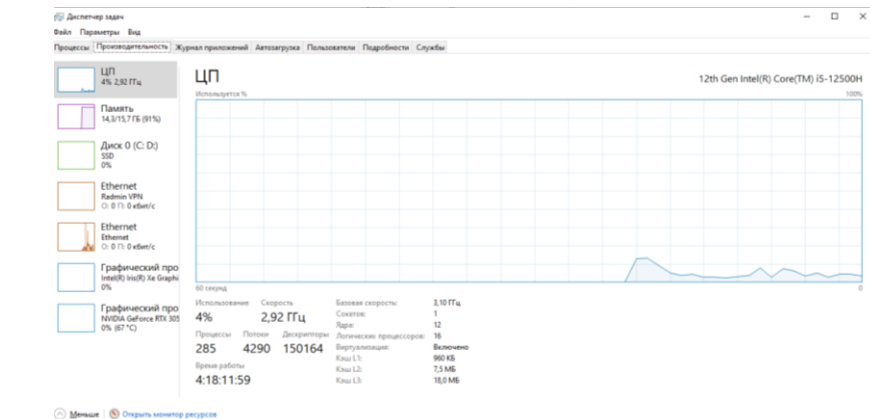 Диспетчер задач
Файл Параметры Вид
Процессы Производительность Журнал приложений Автозагрузка Пользователи Подробности Службы
ЦП
4% 2,92 ГГц
Память
14,3/15,7 ГБ (91%)
Диск 0 (C: D:)
SSD
0%
Ethernet
Radmin VPN
О: 0 П: 0 кбит/с
Ethernet
Ethernet
О: 0 П: 0 кбит/с
Графический про
Intel(R) Iris(R) Xe Graphi
0%
Графический про
NVIDIA GeForce RTX 305
0% (67 °C)
ЦП
12th Gen Intel(R) Core(TM) i5-12500H
Используется %
100%
60 секунд
0
Использование Скорость
4% 2,92 ГГц
Процессы Потоки Дескрипторы
285 4290 150164
Время работы
4:18:11:59
Базовая скорость: 3,10 ГГц
Сокетов: 1
Ядра: 12
Логических процессоров: 16
Виртуализация: Включено
Кэш L1: 960 КБ
Кэш L2: 7,5 МБ
Кэш L3: 18,0 МБ
Меньше
Открыть монитор ресурсов